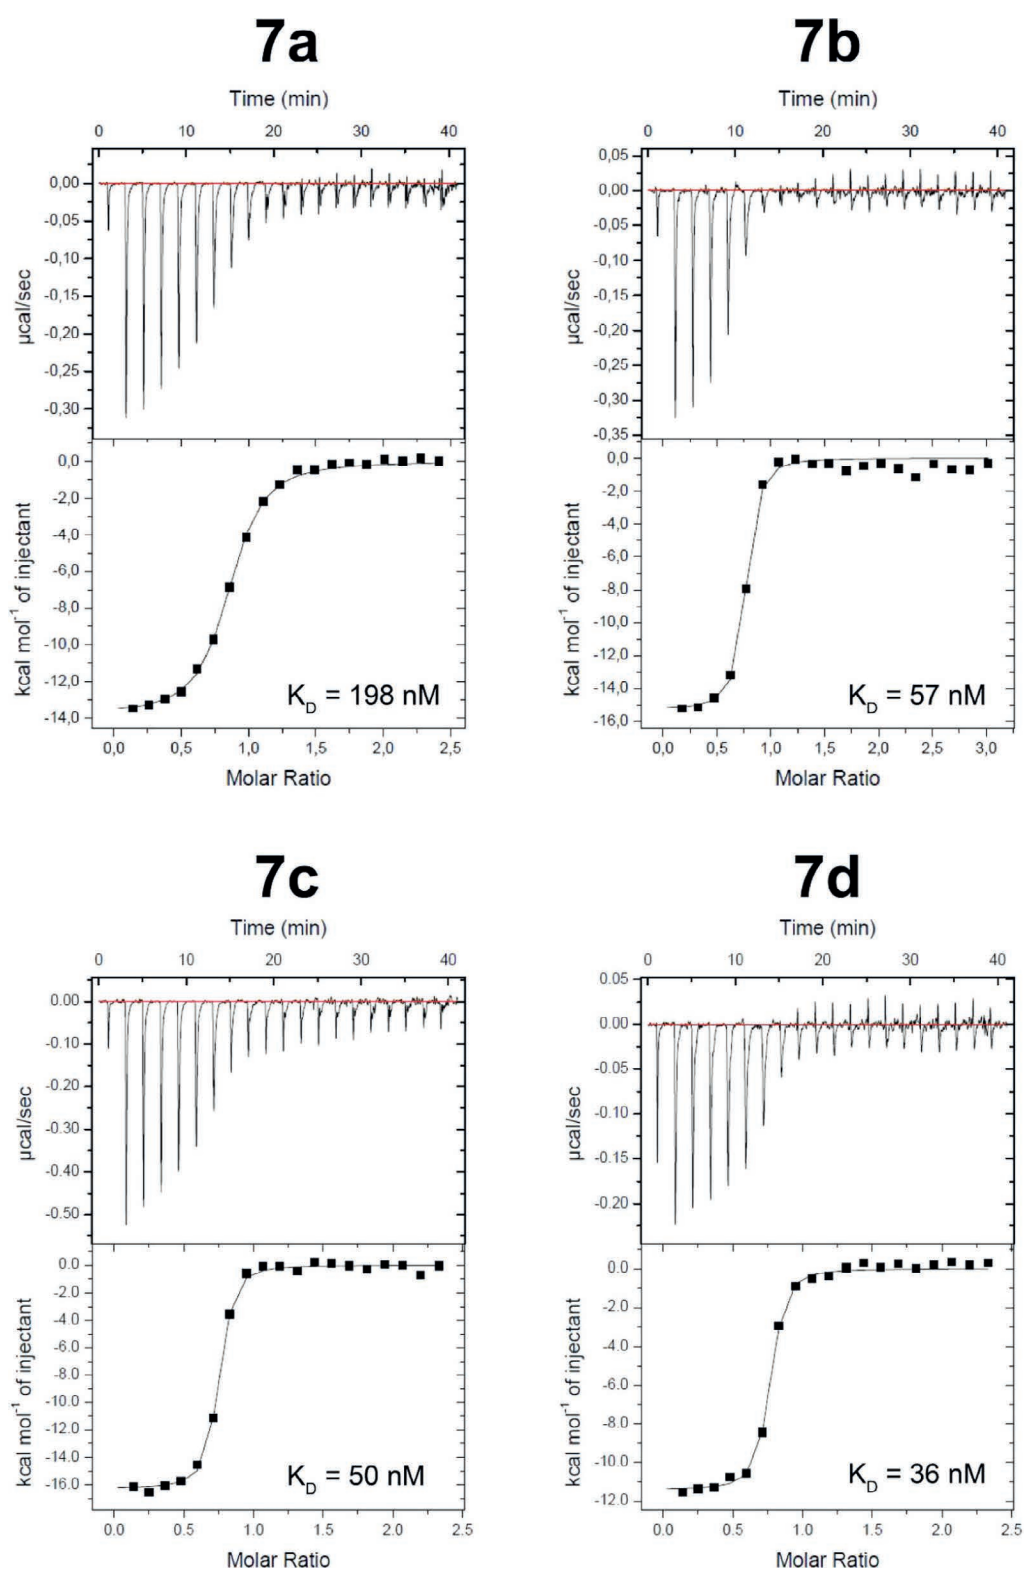 7a
Time (min)
0 10 20 30 40
0,00
-0,05
-0,10
-0,15
-0,20
-0,25
-0,30
µcal/sec
0,0
-2,0
-4,0
-6,0
-8,0
-10,0
-12,0
-14,0
kcal mol-1 of injectant
KD = 198 nM
0,0 0,5 1,0 1,5 2,0 2,5
Molar Ratio
7b
Time (min)
0 10 20 30 40
0,05
0,00
-0,05
-0,10
-0,15
-0,20
-0,25
-0,30
-0,35
µcal/sec
0,0
-2,0
-4,0
-6,0
-8,0
-10,0
-12,0
-14,0
-16,0
kcal mol-1 of injectant
KD = 57 nM
0,0 0,5 1,0 1,5 2,0 2,5 3,0
Molar Ratio
7c
Time (min)
0 10 20 30 40
0.00
-0.10
-0.20
-0.30
-0.40
-0.50
µcal/sec
0.0
-2.0
-4.0
-6.0
-8.0
-10.0
-12.0
-14.0
-16.0
kcal mol-1 of injectant
KD = 50 nM
0.0 0.5 1.0 1.5 2.0 2.5
Molar Ratio
7d
Time (min)
0 10 20 30 40
0.05
0.00
-0.05
-0.10
-0.15
-0.20
µcal/sec
0.0
-2.0
-4.0
-6.0
-8.0
-10.0
-12.0
kcal mol-1 of injectant
KD = 36 nM
0.0 0.5 1.0 1.5 2.0 2.5
Molar Ratio